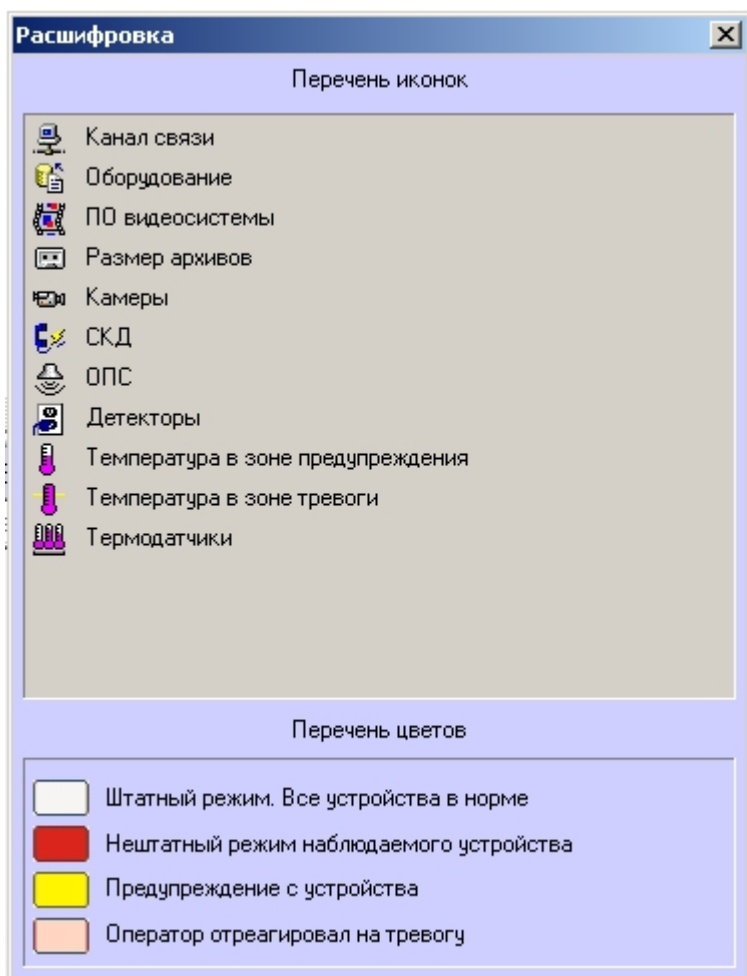 Расшифровка
Перечень иконок
Канал связи
Оборудование
ПО видеосистемы
Размер архивов
Камеры
СКД
ОПС
Детекторы
Температура в зоне предупреждения
Температура в зоне тревоги
Термодатчики
Перечень цветов
Штатный режим. Все устройства в норме
Нештатный режим наблюдаемого устройства
Предупреждение с устройства
Оператор отреагировал на тревогу